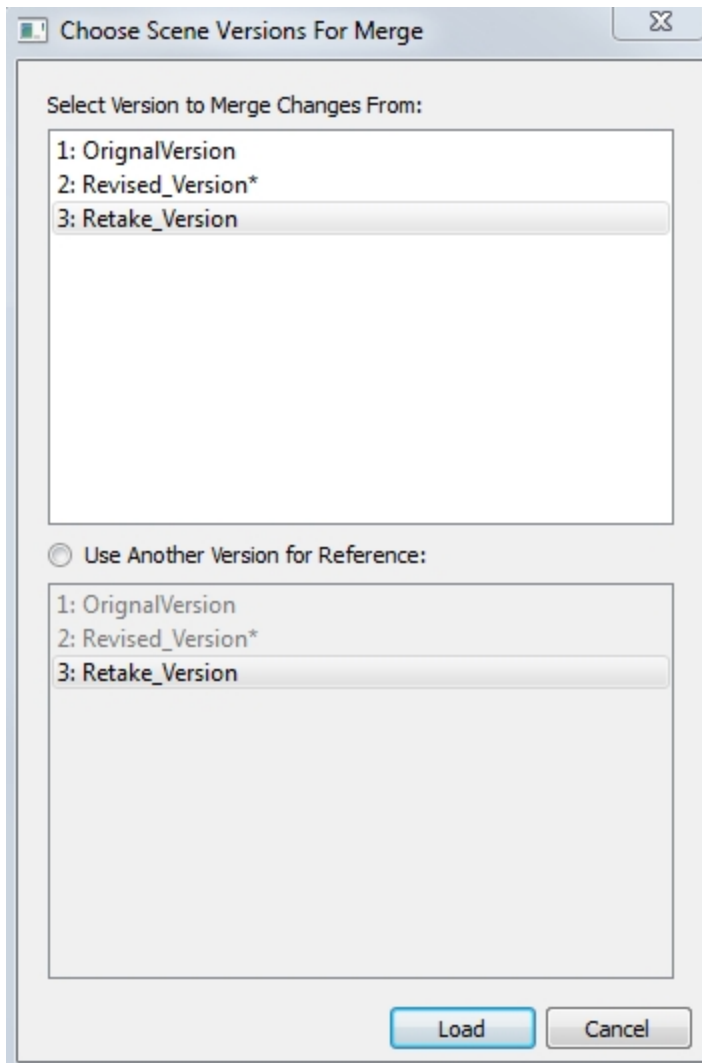 Choose Scene Versions For Merge
Select Version to Merge Changes From:
1: OrignalVersion
2: Revised_Version*
3: Retake_Version
Use Another Version for Reference:
1: OrignalVersion
2: Revised_Version*
3: Retake_Version
Load Cancel